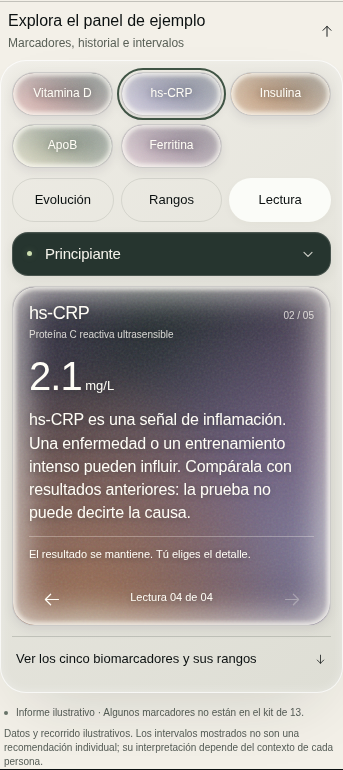 Explora el panel de ejemplo
Marcadores, historial e intervalos
Vitamina D
hs-CRP
Insulina
ApoB
Ferritina
Evolución
Rangos
Lectura
Principiante
hs-CRP
02 / 05
Proteína C reactiva ultrasensible
2.1 mg/L
hs-CRP es una señal de inflamación.
Una enfermedad o un entrenamiento
intenso pueden influir. Compárala con
resultados anteriores: la prueba no
puede decirte la causa.
El resultado se mantiene. Tú eliges el detalle.
Lectura 04 de 04
Ver los cinco biomarcadores y sus rangos
Informe ilustrativo · Algunos marcadores no están en el kit de 13.
Datos y recorrido ilustrativos. Los intervalos mostrados no son una
recomendación individual; su interpretación depende del contexto de cada
persona.